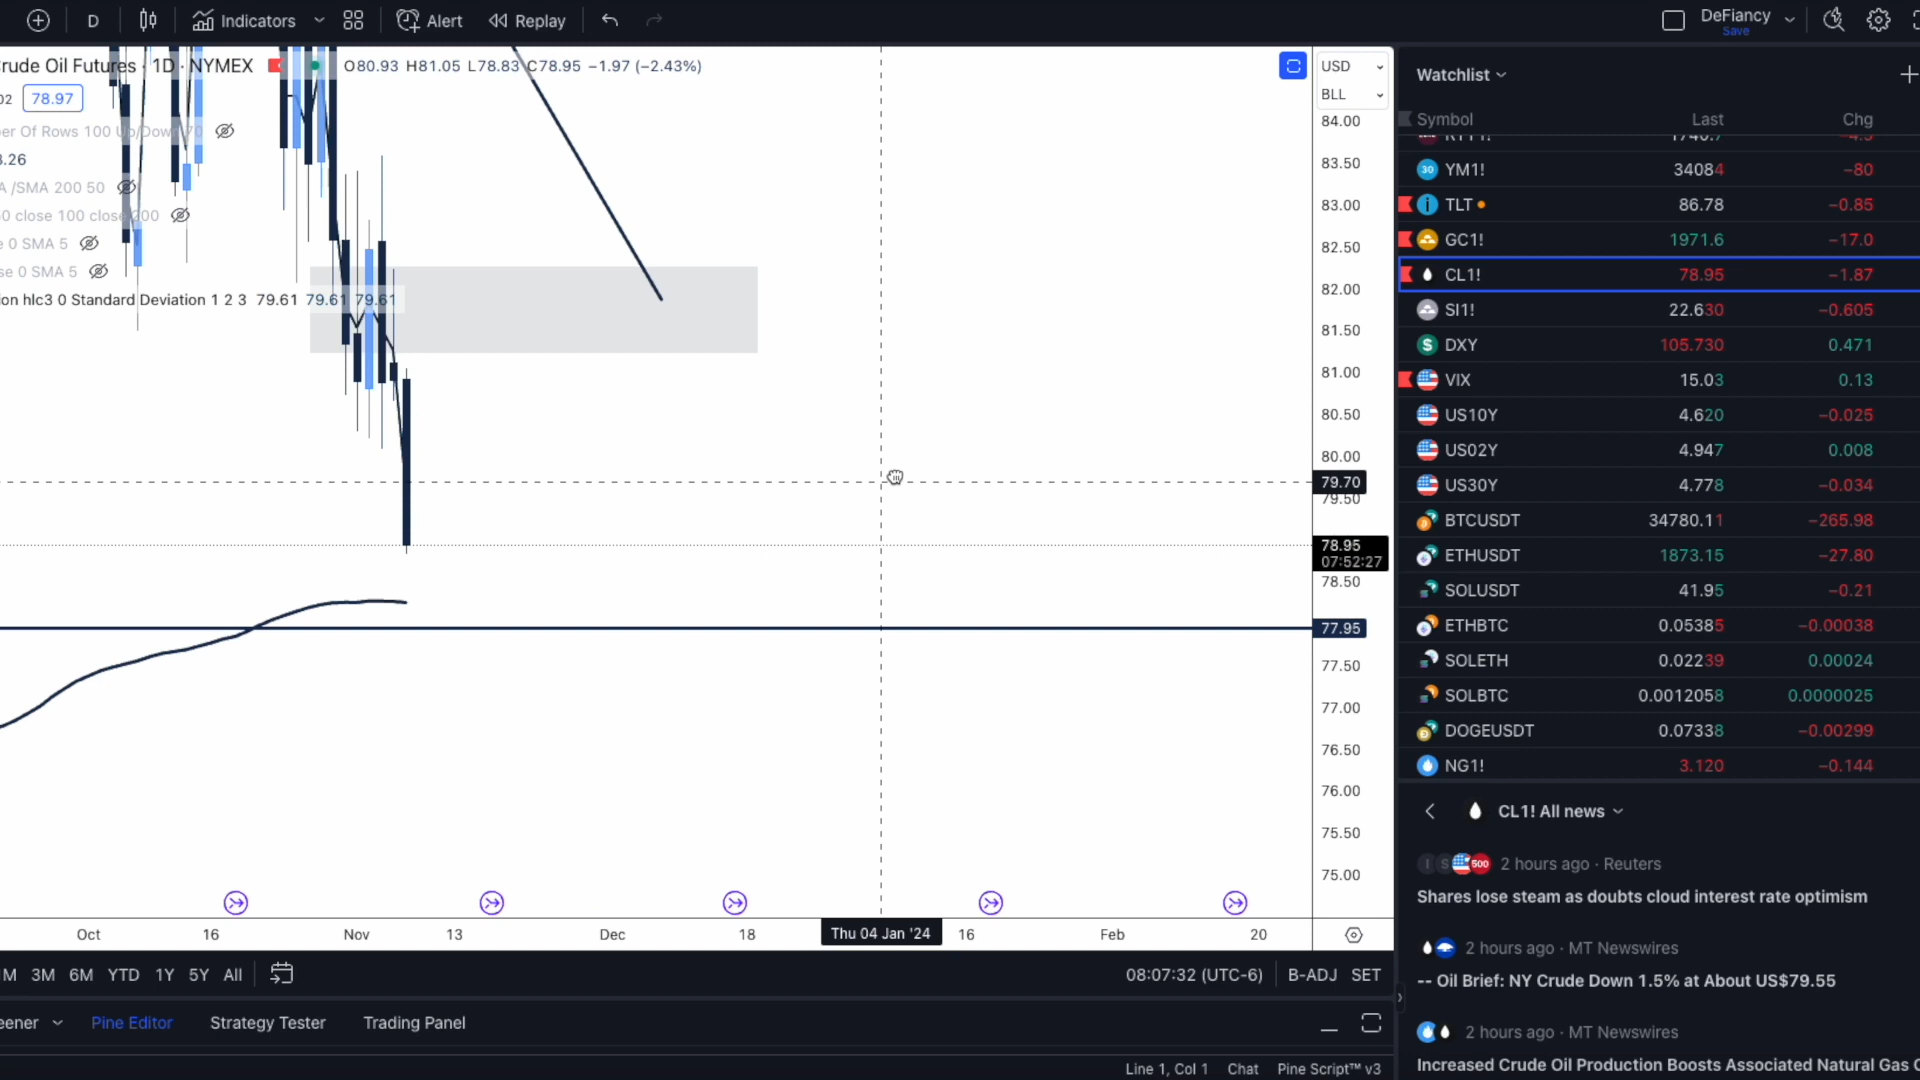 D Indicators Alert Replay DeFiancy
Save
rude Oil Futures · 1D · NYMEX O80.93 H81.05 L78.83 C78.95 −1.97 (−2.43%)
02 78.97
er Of Rows 100 Up/Down 70
.26
A /SMA 200 50
0 close 100 close 200
e 0 SMA 5
se 0 SMA 5
ion hlc3 0 Standard Deviation 1 2 3 79.61 79.61 79.61
USD
BLL
84.00
83.50
83.00
82.50
82.00
81.50
81.00
80.50
80.00
79.70
79.50
78.95
07:52:27
78.50
77.95
77.50
77.00
76.50
76.00
75.50
75.00
Oct 16 Nov 13 Dec 18 Thu 04 Jan '24 16 Feb 20
1M 3M 6M YTD 1Y 5Y All 08:07:32 (UTC-6) B-ADJ SET
eener Pine Editor Strategy Tester Trading Panel
Line 1, Col 1 Chat Pine Script™ v3
Watchlist
Symbol Last Chg
YM1! 34084 −80
TLT 86.78 −0.85
GC1! 1971.6 −17.0
CL1! 78.95 −1.87
SI1! 22.630 −0.605
DXY 105.730 0.471
VIX 15.03 0.13
US10Y 4.620 −0.025
US02Y 4.947 0.008
US30Y 4.778 −0.034
BTCUSDT 34780.11 −265.98
ETHUSDT 1873.15 −27.80
SOLUSDT 41.95 −0.21
ETHBTC 0.05385 −0.00038
SOLETH 0.02239 0.00024
SOLBTC 0.0012058 0.0000025
DOGEUSDT 0.07338 −0.00299
NG1! 3.120 −0.144
CL1! All news
500 2 hours ago · Reuters
Shares lose steam as doubts cloud interest rate optimism
2 hours ago · MT Newswires
-- Oil Brief: NY Crude Down 1.5% at About US$79.55
2 hours ago · MT Newswires
Increased Crude Oil Production Boosts Associated Natural Gas